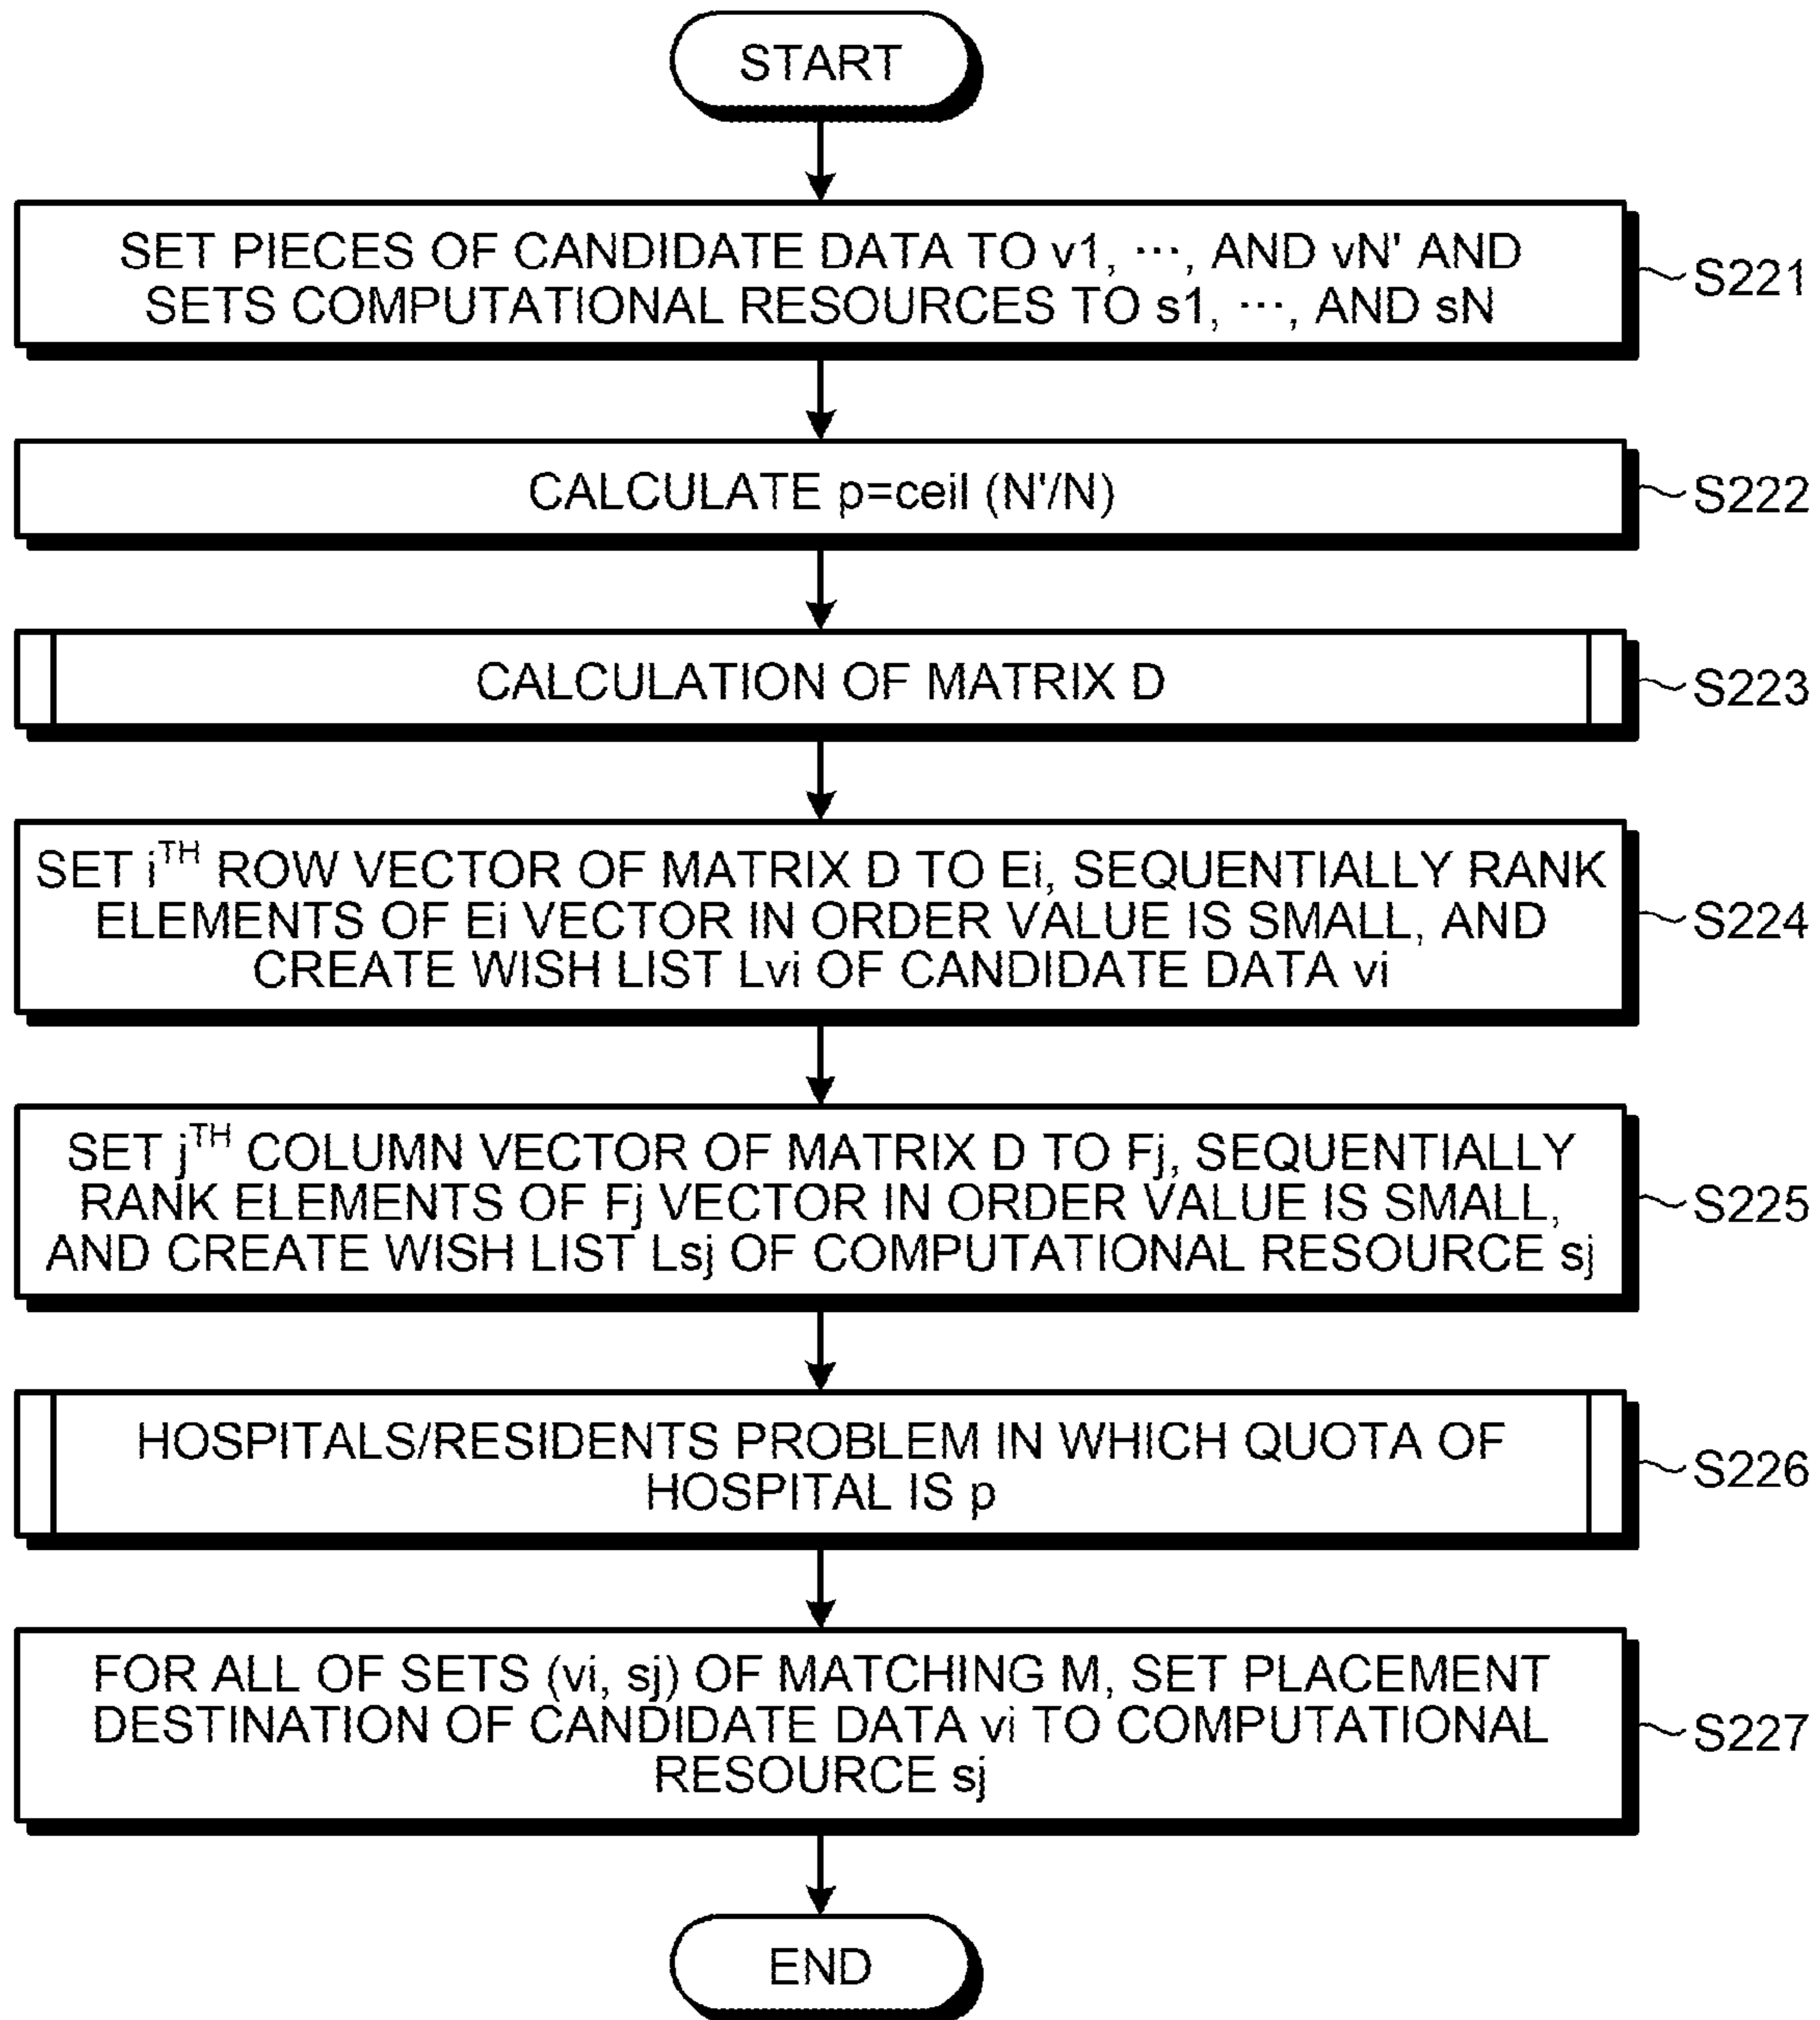 START
SET PIECES OF CANDIDATE DATA TO v1, ···, AND vN' AND
SETS COMPUTATIONAL RESOURCES TO s1, ···, AND sN
S221
CALCULATE p=ceil (N'/N)
S222
CALCULATION OF MATRIX D
S223
SET iTH ROW VECTOR OF MATRIX D TO Ei, SEQUENTIALLY RANK
ELEMENTS OF Ei VECTOR IN ORDER VALUE IS SMALL, AND
CREATE WISH LIST Lvi OF CANDIDATE DATA vi
S224
SET jTH COLUMN VECTOR OF MATRIX D TO Fj, SEQUENTIALLY
RANK ELEMENTS OF Fj VECTOR IN ORDER VALUE IS SMALL,
AND CREATE WISH LIST Lsj OF COMPUTATIONAL RESOURCE sj
S225
HOSPITALS/RESIDENTS PROBLEM IN WHICH QUOTA OF
HOSPITAL IS p
S226
FOR ALL OF SETS (vi, sj) OF MATCHING M, SET PLACEMENT
DESTINATION OF CANDIDATE DATA vi TO COMPUTATIONAL
RESOURCE sj
S227
END